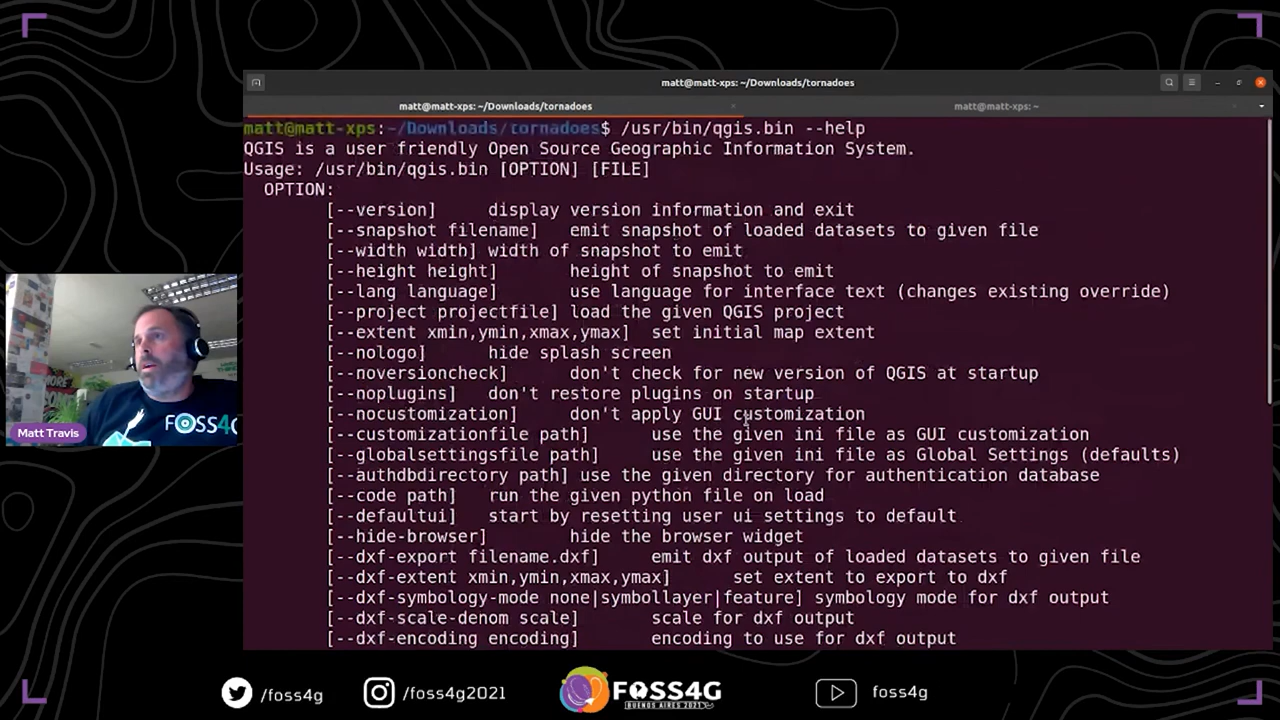 matt@matt-xps: ~/Downloads/tornadoes
matt@matt-xps: ~/Downloads/tornadoes
matt@matt-xps: ~
matt@matt-xps:~/Downloads/tornadoes$ /usr/bin/qgis.bin --help
QGIS is a user friendly Open Source Geographic Information System.
Usage: /usr/bin/qgis.bin [OPTION] [FILE]
OPTION:
[--version] display version information and exit
[--snapshot filename] emit snapshot of loaded datasets to given file
[--width width] width of snapshot to emit
[--height height] height of snapshot to emit
[--lang language] use language for interface text (changes existing override)
[--project projectfile] load the given QGIS project
[--extent xmin,ymin,xmax,ymax] set initial map extent
[--nologo] hide splash screen
[--noversioncheck] don't check for new version of QGIS at startup
[--noplugins] don't restore plugins on startup
[--nocustomization] don't apply GUI customization
[--customizationfile path] use the given ini file as GUI customization
[--globalsettingsfile path] use the given ini file as Global Settings (defaults)
[--authdbdirectory path] use the given directory for authentication database
[--code path] run the given python file on load
[--defaultui] start by resetting user ui settings to default
[--hide-browser] hide the browser widget
[--dxf-export filename.dxf] emit dxf output of loaded datasets to given file
[--dxf-extent xmin,ymin,xmax,ymax] set extent to export to dxf
[--dxf-symbology-mode none|symbollayer|feature] symbology mode for dxf output
[--dxf-scale-denom scale] scale for dxf output
[--dxf-encoding encoding] encoding to use for dxf output
FOSS4G
Matt Travis
/foss4g
/foss4g2021
FOSS4G
BUENOS AIRES 2021
foss4g